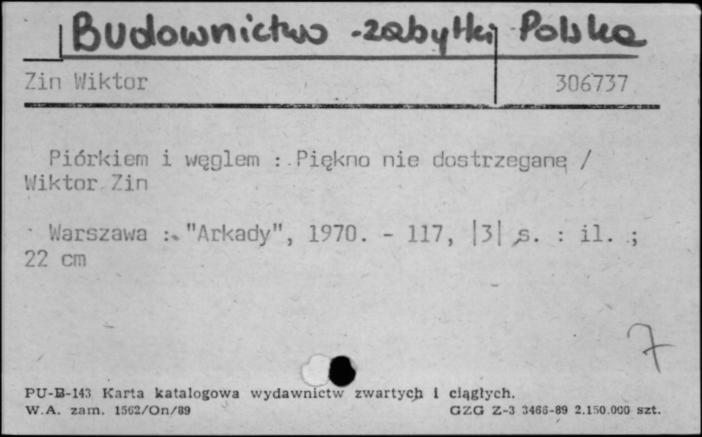 Budownictwo - zabytki Polska
Zin Wiktor 306737
Piórkiem i węglem : Piękno nie dostrzegane /
Wiktor Zin
Warszawa : "Arkady", 1970. - 117, |3| s. : il. ;
22 cm
7
PU-B-143 Karta katalogowa wydawnictw zwartych i ciągłych.
W.A. zam. 1562/On/89 GZG Z-3 3466-89 2.150.000 szt.